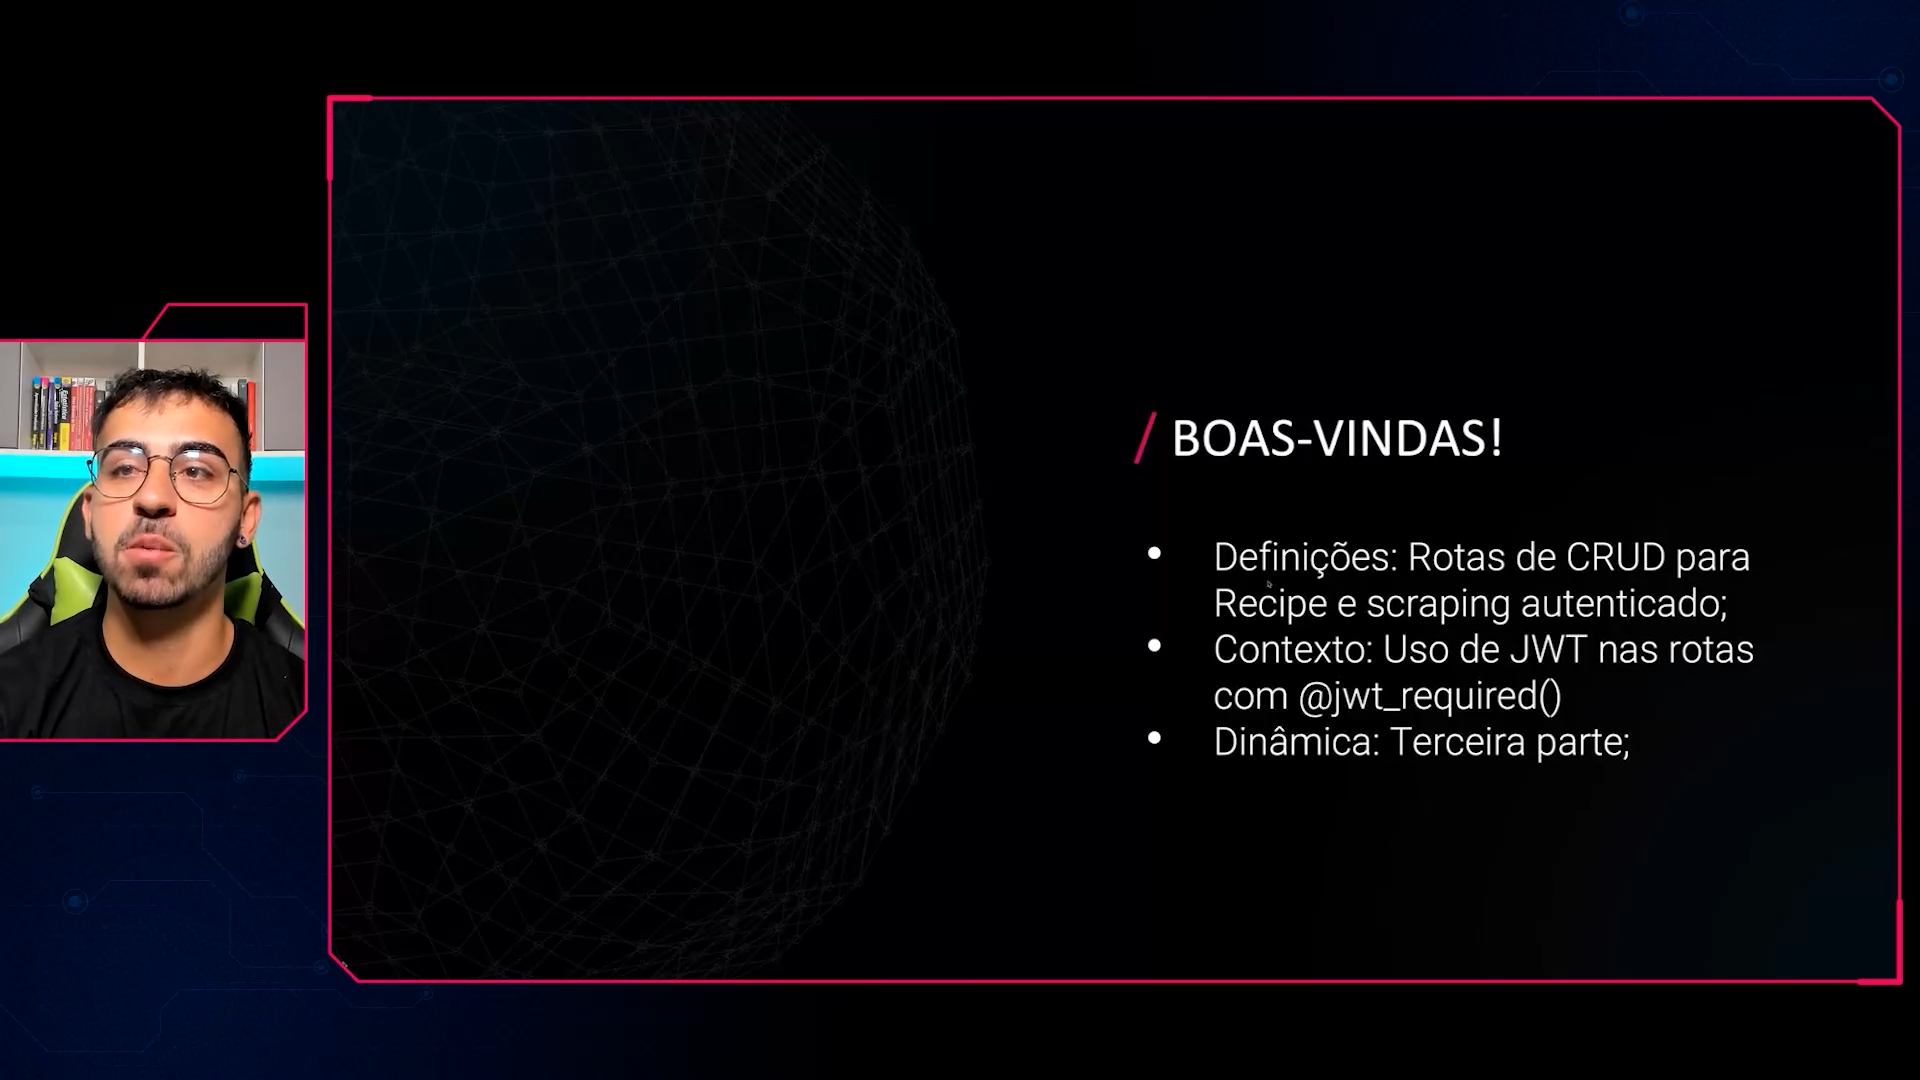 / BOAS-VINDAS!
• Definições: Rotas de CRUD para
Recipe e scraping autenticado;
• Contexto: Uso de JWT nas rotas
com @jwt_required()
• Dinâmica: Terceira parte;